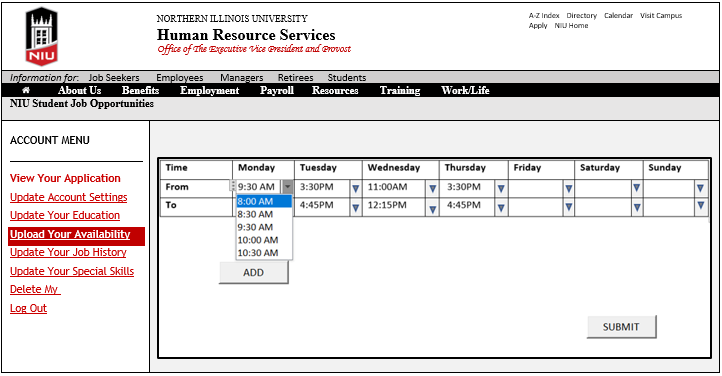 NORTHERN ILLINOIS UNIVERSITY
Human Resource Services
Office of The Executive Vice President and Provost
NIU
A-Z Index Directory Calendar Visit Campus
Apply NIU Home
Information for: Job Seekers Employees Managers Retirees Students
About Us Benefits Employment Payroll Resources Training Work/Life
NIU Student Job Opportunities
ACCOUNT MENU
View Your Application
Update Account Settings
Update Your Education
Upload Your Availability
Update Your Job History
Update Your Special Skills
Delete My
Log Out
Time Monday Tuesday Wednesday Thursday Friday Saturday Sunday
From 9:30 AM 3:30PM 11:00AM 3:30PM
To 4:45PM 12:15PM 4:45PM
8:00 AM
8:30 AM
9:30 AM
10:00 AM
10:30 AM
ADD
SUBMIT